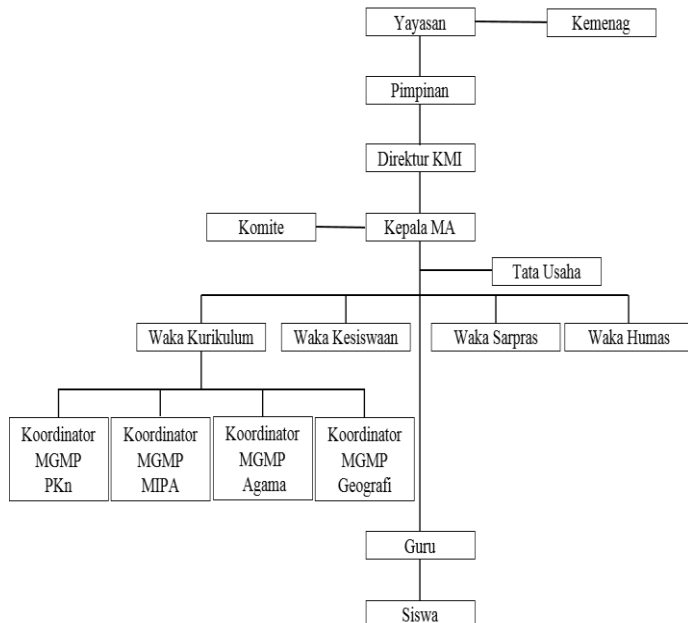 Yayasan
Kemenag
Pimpinan
Direktur KMI
Komite
Kepala MA
Tata Usaha
Waka Kurikulum
Waka Kesiswaan
Waka Sarpras
Waka Humas
Koordinator
MGMP
PKn
Koordinator
MGMP
MIPA
Koordinator
MGMP
Agama
Koordinator
MGMP
Geografi
Guru
Siswa